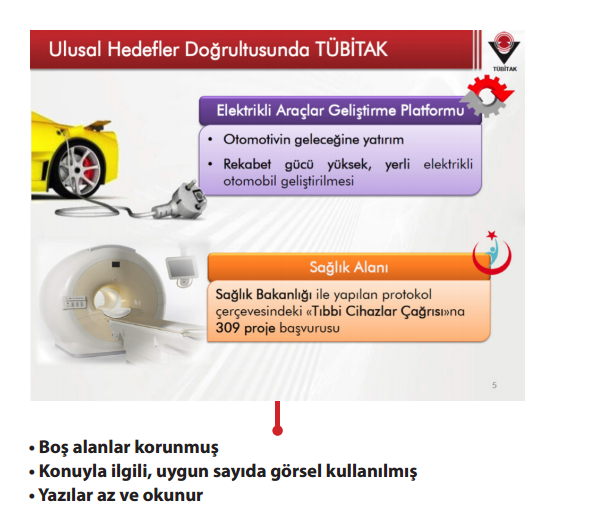 Ulusal Hedefler Doğrultusunda TÜBİTAK
TÜBİTAK
Elektrikli Araçlar Geliştirme Platformu
• Otomotivin geleceğine yatırım
• Rekabet gücü yüksek, yerli elektrikli
otomobil geliştirilmesi
Sağlık Alanı
Sağlık Bakanlığı ile yapılan protokol
çerçevesindeki «Tıbbi Cihazlar Çağrısı»na
309 proje başvurusu
5
• Boş alanlar korunmuş
• Konuyla ilgili, uygun sayıda görsel kullanılmış
• Yazılar az ve okunur